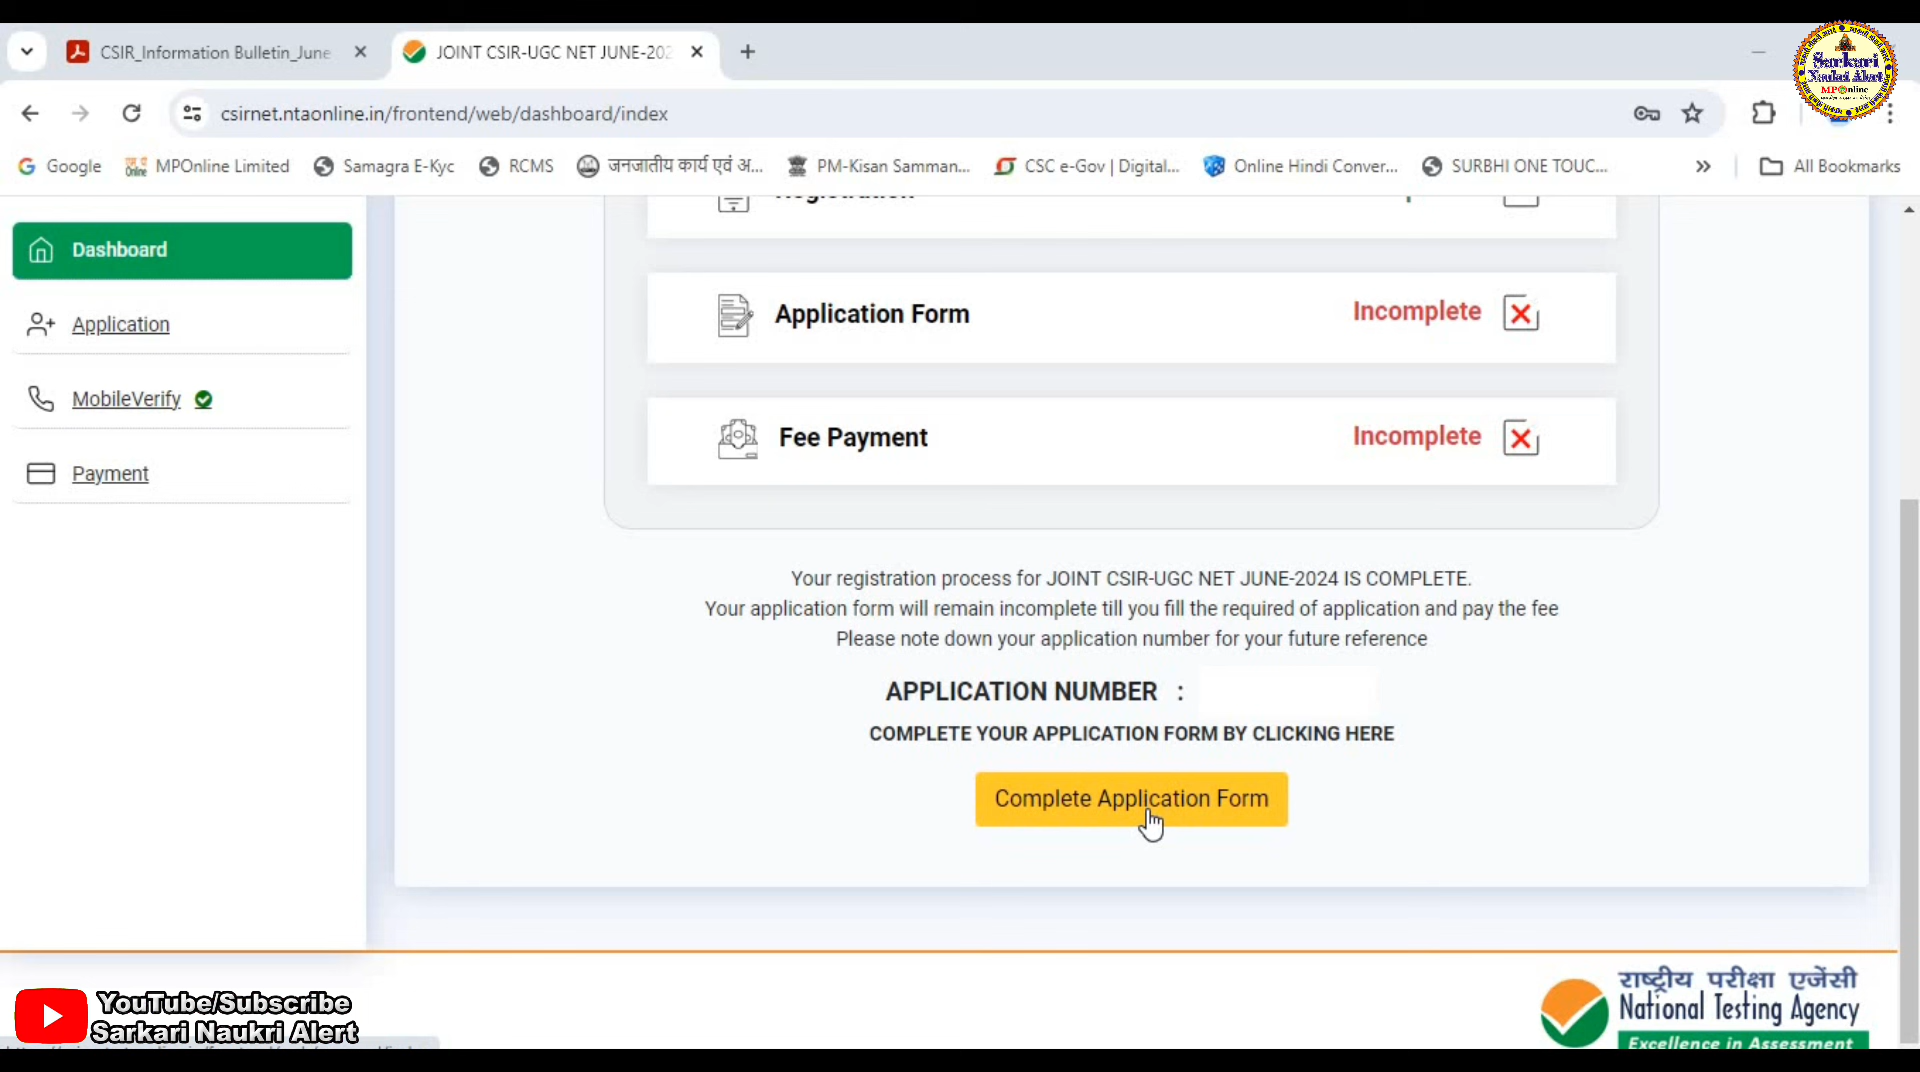 CSIR_Information Bulletin_June
JOINT CSIR-UGC NET JUNE-202
csirnet.ntaonline.in/frontend/web/dashboard/index
Sarkari
Naukri Alert
MPOnline
Google
MPOnline Limited
Samagra E-Kyc
RCMS
जनजातीय कार्य एवं अ...
PM-Kisan Samman...
CSC e-Gov | Digital...
Online Hindi Conver...
SURBHI ONE TOUC...
All Bookmarks
Dashboard
Application
MobileVerify
Payment
Registration
Application Form Incomplete
Fee Payment Incomplete
Your registration process for JOINT CSIR-UGC NET JUNE-2024 IS COMPLETE.
Your application form will remain incomplete till you fill the required of application and pay the fee
Please note down your application number for your future reference
APPLICATION NUMBER :
COMPLETE YOUR APPLICATION FORM BY CLICKING HERE
Complete Application Form
YouTube/Subscribe
Sarkari Naukri Alert
राष्ट्रीय परीक्षा एजेंसी
National Testing Agency
Excellence in Assessment